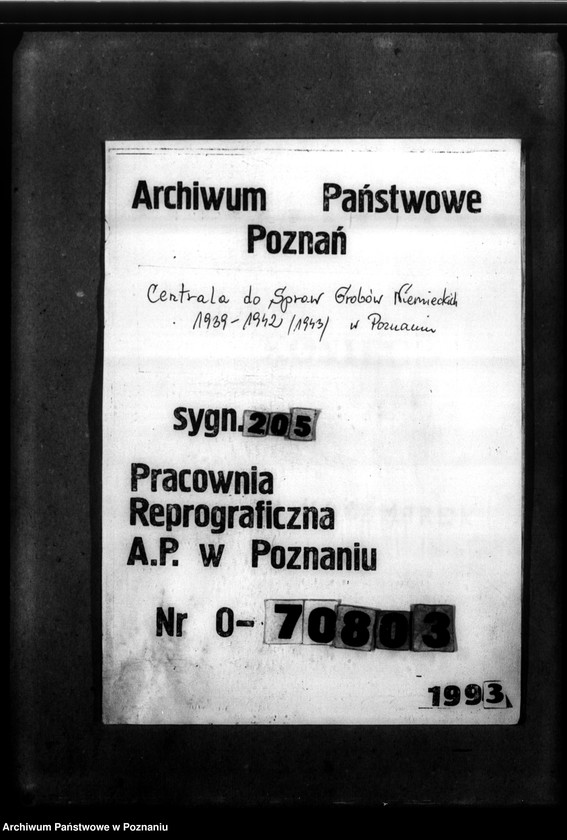 Archiwum Państwowe
Poznań
Centrala do Spraw Grobów Niemieckich
1939-1942 /1943/ w Poznaniu
sygn. 205
Pracownia
Reprograficzna
A.P. w Poznaniu
Nr 0-70803
1993
Archiwum Państwowe w Poznaniu